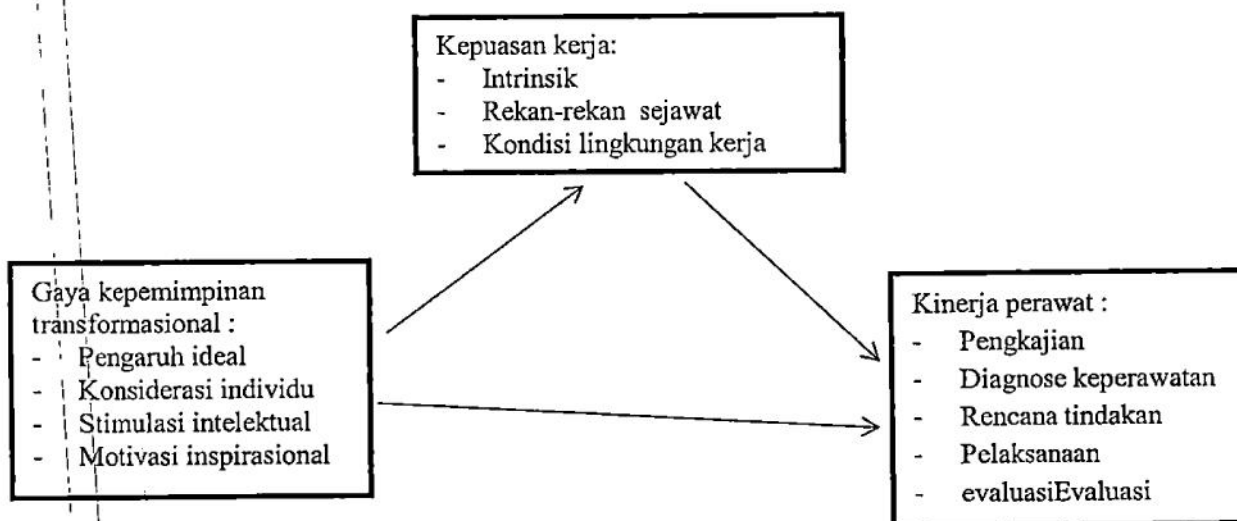 Kepuasan kerja:
- Intrinsik
- Rekan-rekan sejawat
- Kondisi lingkungan kerja
Gaya kepemimpinan
transformasional :
- Pengaruh ideal
- Konsiderasi individu
- Stimulasi intelektual
- Motivasi inspirasional
Kinerja perawat :
- Pengkajian
- Diagnose keperawatan
- Rencana tindakan
- Pelaksanaan
- evaluasiEvaluasi